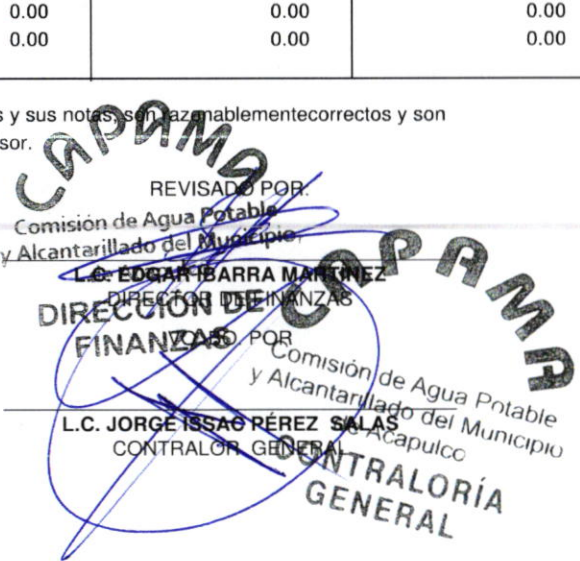 0.00 0.00 0.00
0.00 0.00 0.00
s y sus notas, son razonablementecorrectos y son
sor.
CAPAMA
REVISADO POR:
Comisión de Agua Potable
y Alcantarillado del Municipio
L.C. EDGAR IBARRA MARTINEZ
DIRECTOR DE FINANZAS
DIRECCIÓN DE
FINANZAS
VO.BO. POR
CAPAMA
Comisión de Agua Potable
y Alcantarillado del Municipio
de Acapulco
L.C. JORGE ISSAC PÉREZ SALAS
CONTRALOR GENERAL
CONTRALORÍA
GENERAL